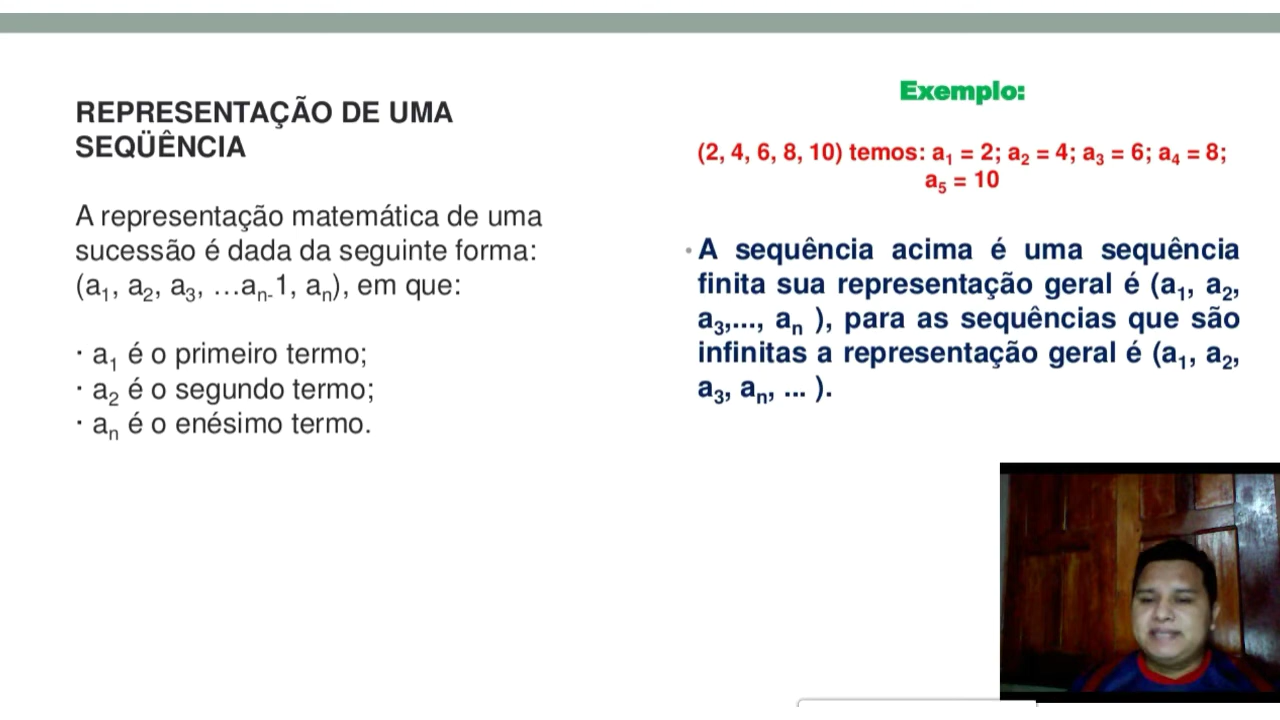 REPRESENTAÇÃO DE UMA
SEQÜÊNCIA
A representação matemática de uma
sucessão é dada da seguinte forma:
(a₁, a₂, a₃, …aₙ₋1, aₙ), em que:
· a₁ é o primeiro termo;
· a₂ é o segundo termo;
· aₙ é o enésimo termo.
Exemplo:
(2, 4, 6, 8, 10) temos: a₁ = 2; a₂ = 4; a₃ = 6; a₄ = 8;
a₅ = 10
• A sequência acima é uma sequência
finita sua representação geral é (a₁, a₂,
a₃,..., aₙ ), para as sequências que são
infinitas a representação geral é (a₁, a₂,
a₃, aₙ, ... ).